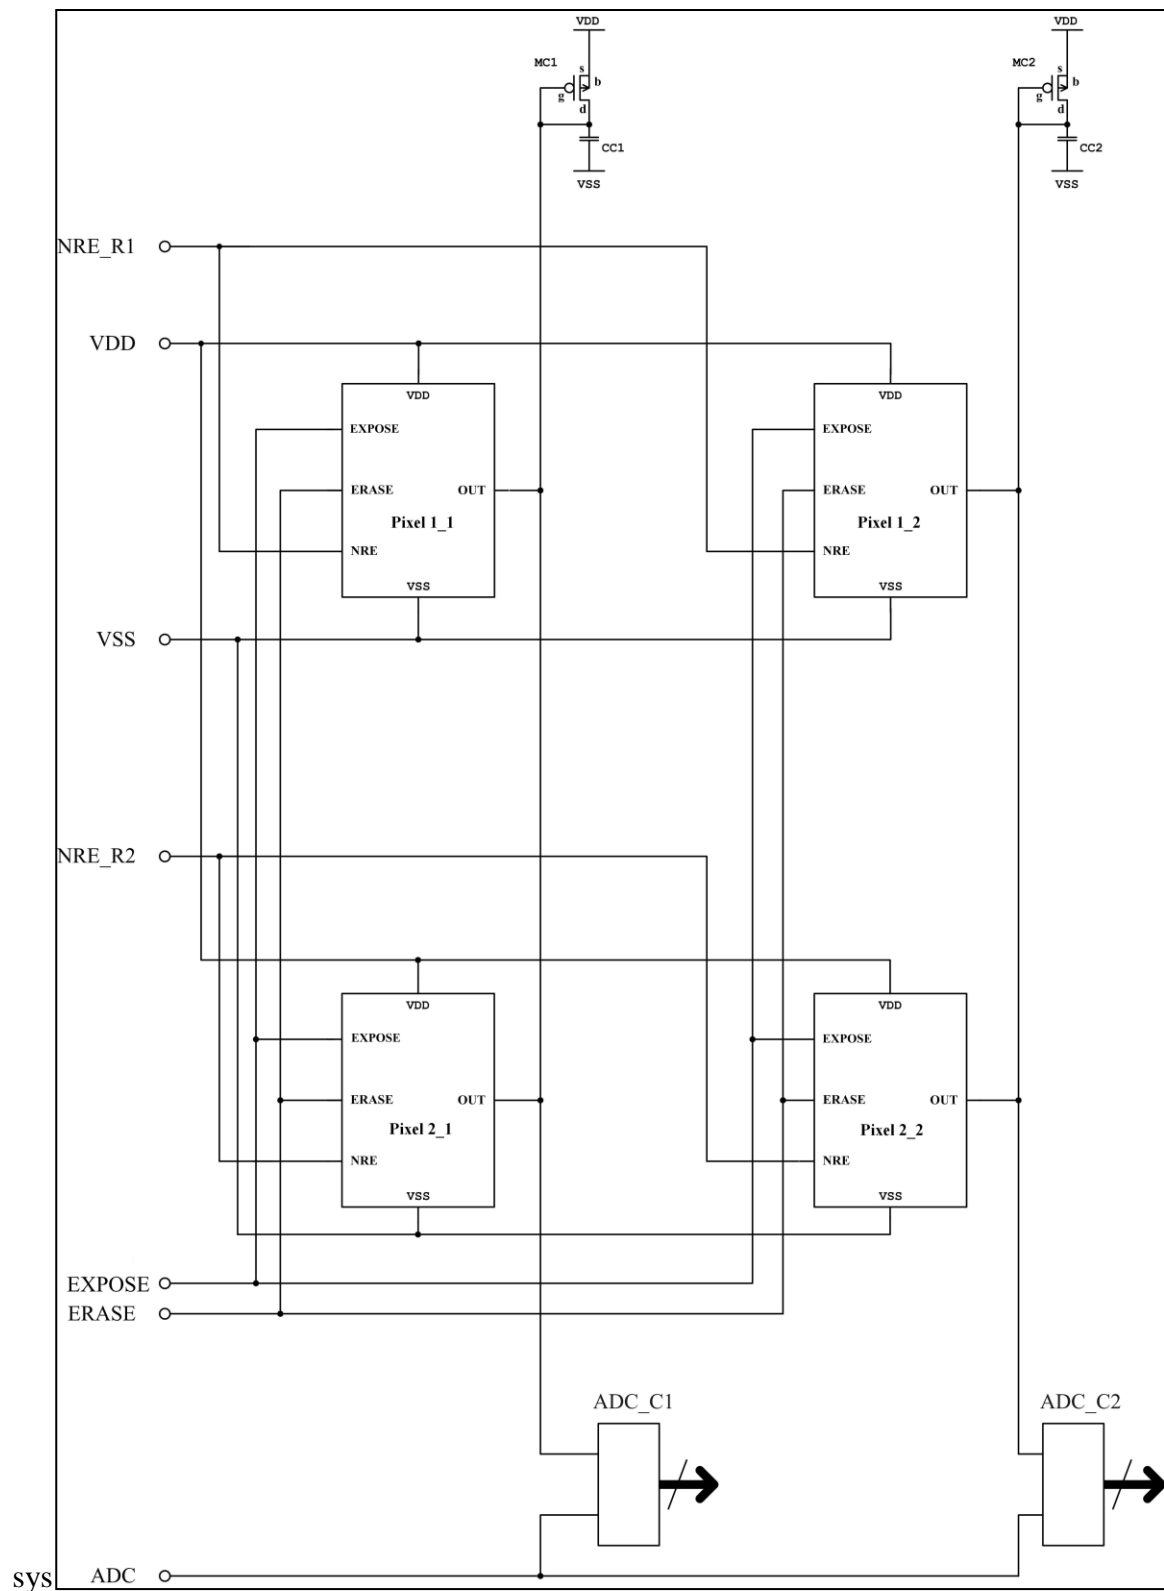 VDD VDD
MC1 s b g d MC2 s b g d
CC1 CC2
VSS VSS
NRE_R1
VDD
VDD VDD
EXPOSE EXPOSE
ERASE OUT ERASE OUT
Pixel 1_1 Pixel 1_2
NRE NRE
VSS VSS
VSS
NRE_R2
VDD VDD
EXPOSE EXPOSE
ERASE OUT ERASE OUT
Pixel 2_1 Pixel 2_2
NRE NRE
VSS VSS
EXPOSE
ERASE
ADC_C1 ADC_C2
sys ADC